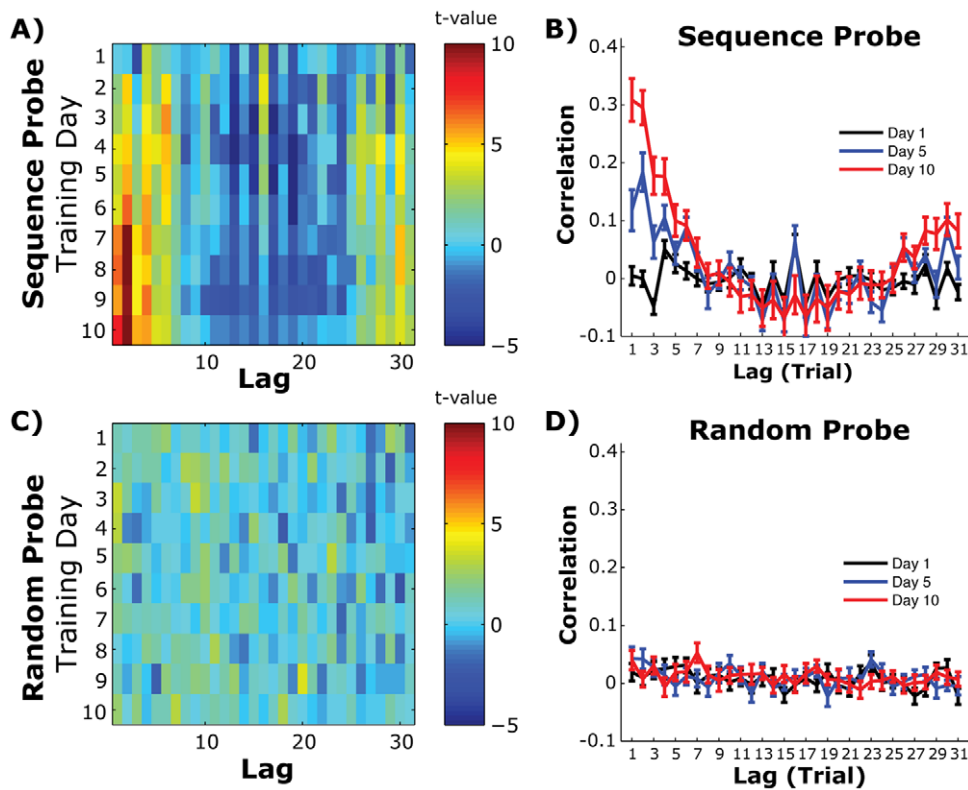 A)
Sequence Probe
Training Day
1
2
3
4
5
6
7
8
9
10
10
20
30
Lag
t-value
10
5
0
−5
B)
Sequence Probe
Correlation
0.4
0.3
0.2
0.1
0
-0.1
Day 1
Day 5
Day 10
1 3 5 7 9 11 13 15 17 19 21 23 25 27 29 31
Lag (Trial)
C)
Random Probe
Training Day
1
2
3
4
5
6
7
8
9
10
10
20
30
Lag
t-value
10
5
0
−5
D)
Random Probe
Correlation
0.4
0.3
0.2
0.1
0
-0.1
Day 1
Day 5
Day 10
1 3 5 7 9 11 13 15 17 19 21 23 25 27 29 31
Lag (Trial)